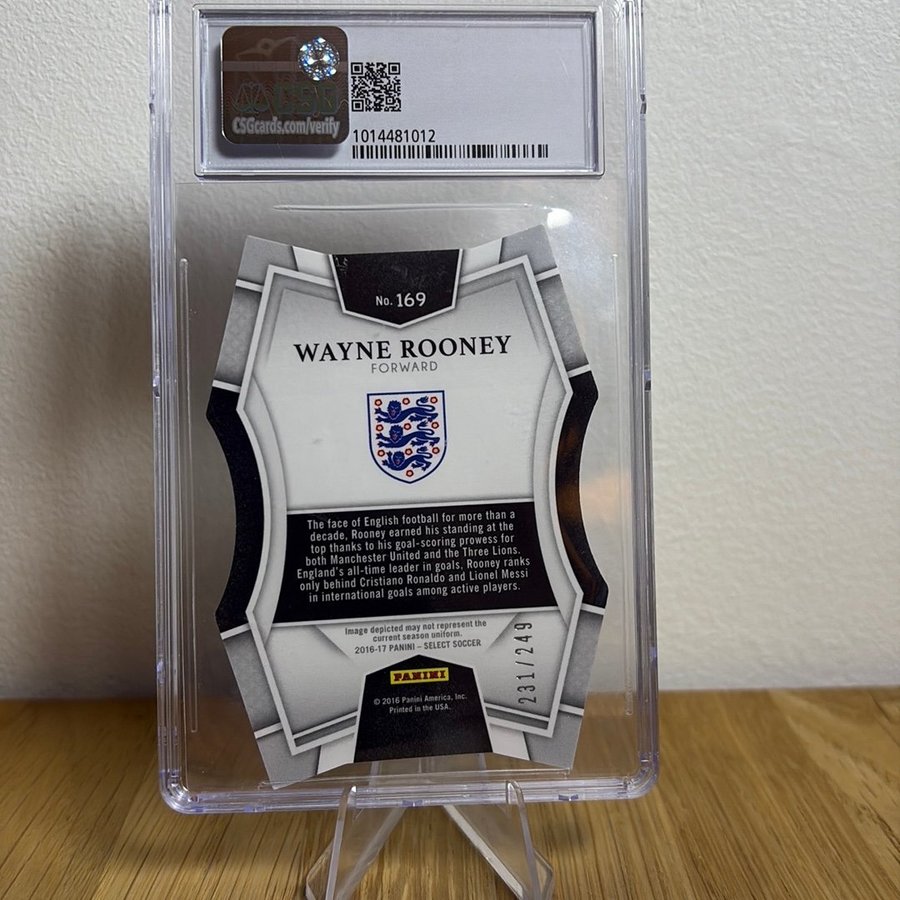 CSG
CSGcards.com/verify
1014481012
No. 169
WAYNE ROONEY
FORWARD
The face of English football for more than a
decade, Rooney earned his standing at the
top thanks to his goal-scoring prowess for
both Manchester United and the Three Lions.
England's all-time leader in goals, Rooney ranks
only behind Cristiano Ronaldo and Lionel Messi
in international goals among active players.
Image depicted may not represent the
current season uniform.
2016-17 PANINI – SELECT SOCCER
231/249
PANINI
© 2016 Panini America, Inc.
Printed in the USA.